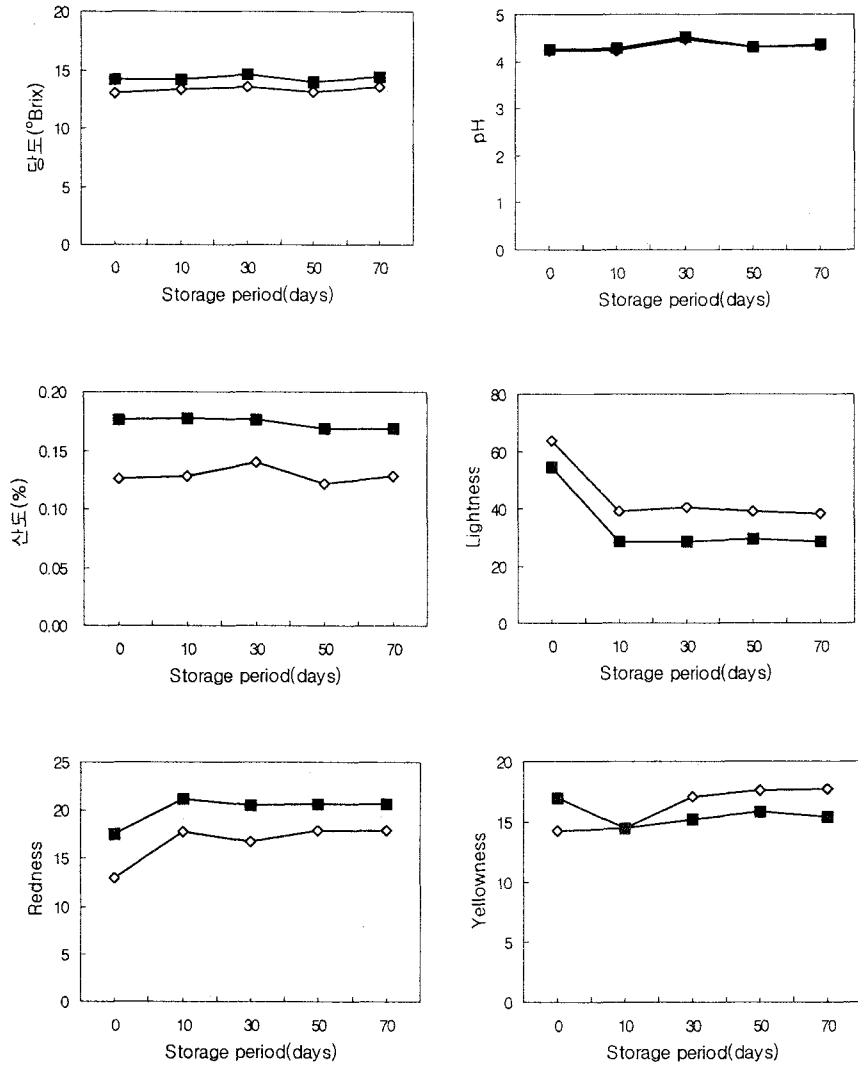 20
15
10
5
0
당도(°Brix)
0 10 30 50 70
Storage period(days)
5
4
3
2
1
0
pH
0 10 30 50 70
Storage period(days)
0.20
0.15
0.10
0.05
0.00
산도(%)
0 10 30 50 70
Storage period(days)
80
60
40
20
0
Lightness
0 10 30 50 70
Storage period(days)
25
20
15
10
5
0
Redness
0 10 30 50 70
Storage period(days)
20
15
10
5
0
Yellowness
0 10 30 50 70
Storage period(days)